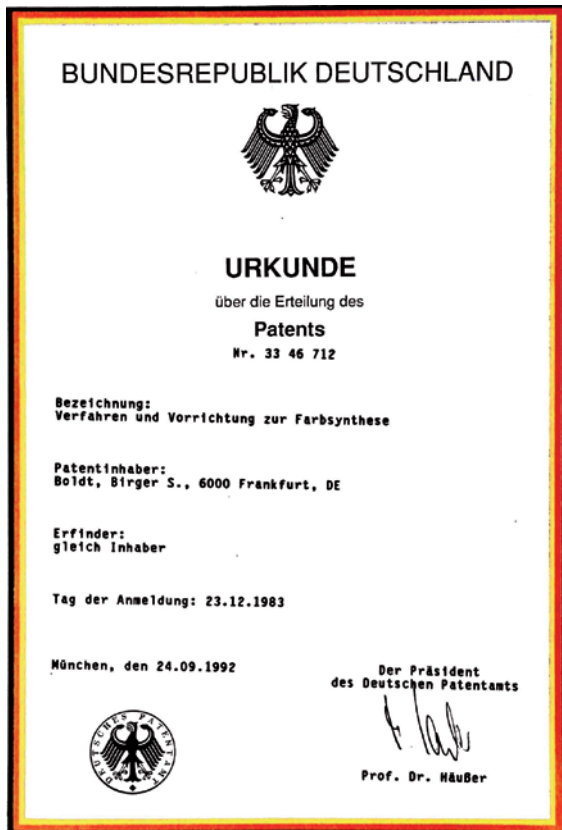 BUNDESREPUBLIK DEUTSCHLAND
URKUNDE
über die Erteilung des
Patents
Nr. 33 46 712
Bezeichnung:
Verfahren und Vorrichtung zur Farbsynthese
Patentinhaber:
Boldt, Birger S., 6000 Frankfurt, DE
Erfinder:
gleich Inhaber
Tag der Anmeldung: 23.12.1983
München, den 24.09.1992
Der Präsident
des Deutschen Patentamts
DEUTSCHES PATENTAMT
Prof. Dr. Häußer